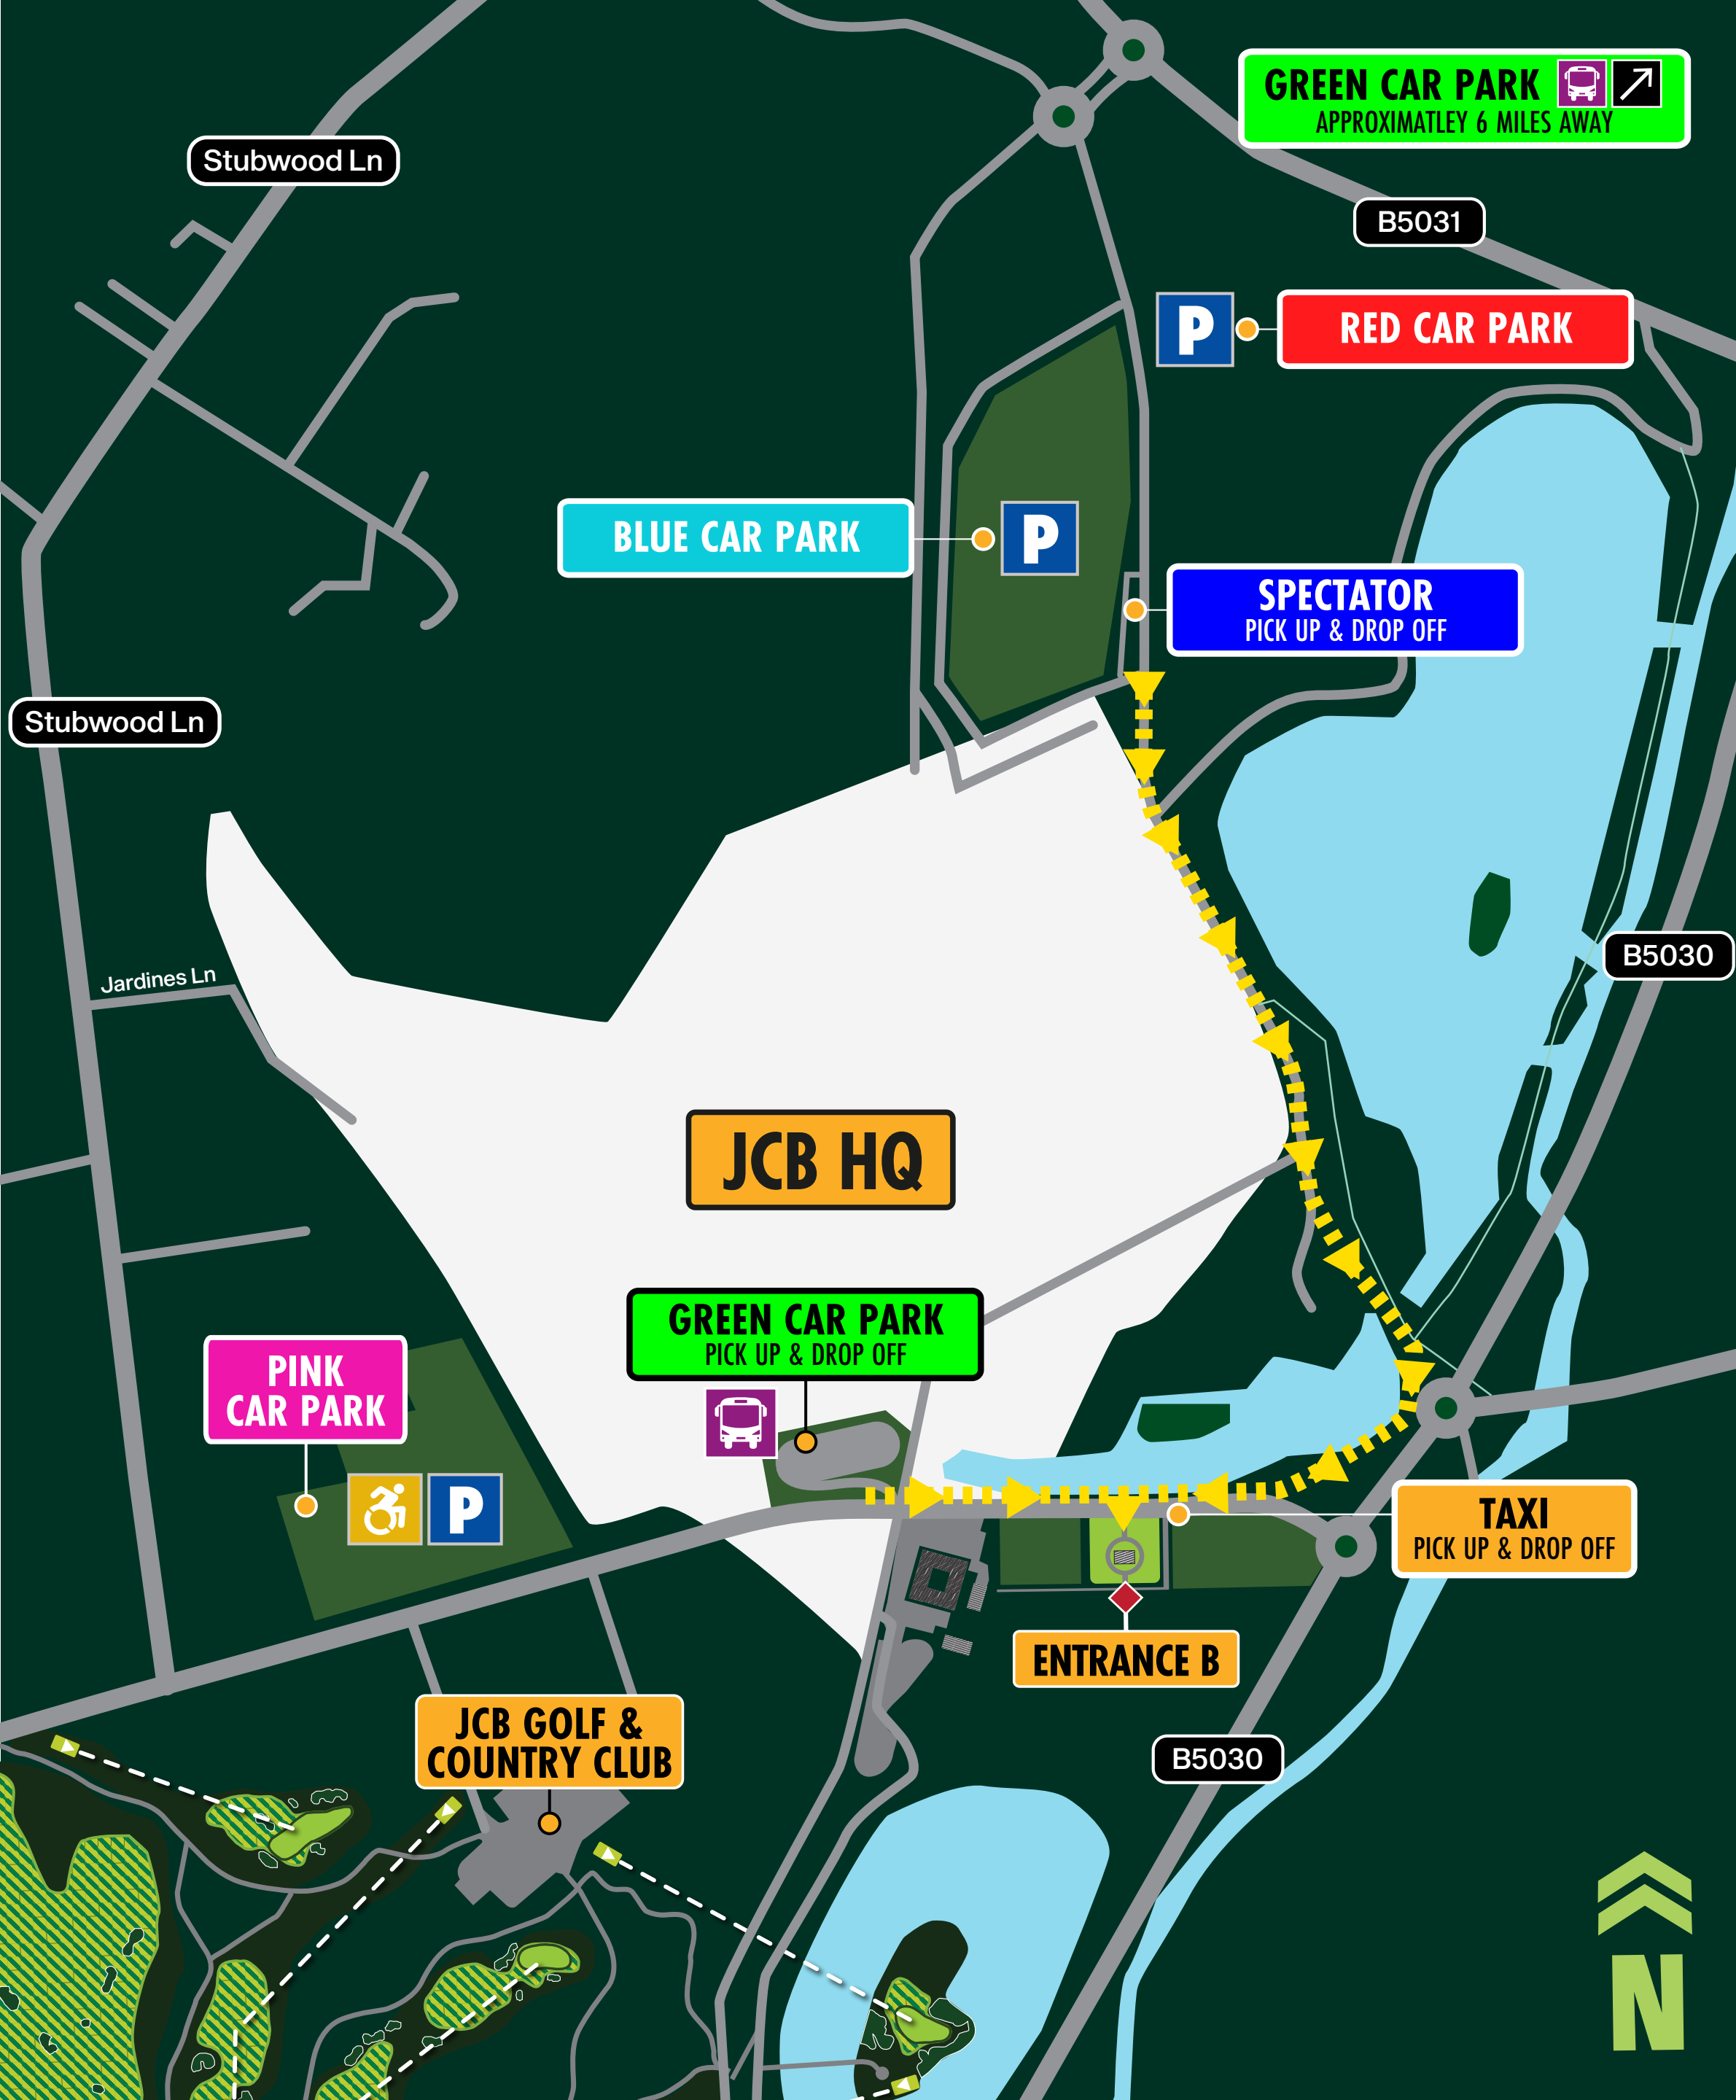 GREEN CAR PARK
APPROXIMATLEY 6 MILES AWAY
Stubwood Ln
B5031
P
RED CAR PARK
BLUE CAR PARK
P
SPECTATOR
PICK UP & DROP OFF
Stubwood Ln
B5030
Jardines Ln
JCB HQ
GREEN CAR PARK
PICK UP & DROP OFF
PINK
CAR PARK
P
TAXI
PICK UP & DROP OFF
ENTRANCE B
JCB GOLF &
COUNTRY CLUB
B5030
N